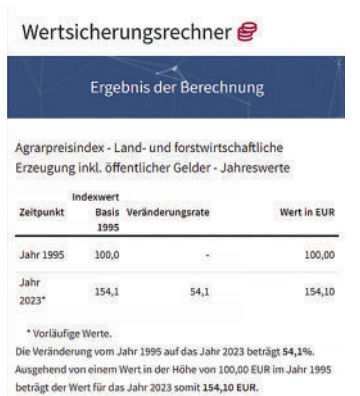 Wertsicherungsrechner
Ergebnis der Berechnung
Agrarpreisindex - Land- und forstwirtschaftliche
Erzeugung inkl. öffentlicher Gelder - Jahreswerte
Zeitpunkt Indexwert Basis 1995 Veränderungsrate Wert in EUR
Jahr 1995 100,0 - 100,00
Jahr 2023* 154,1 54,1 154,10
* Vorläufige Werte.
Die Veränderung vom Jahr 1995 auf das Jahr 2023 beträgt 54,1%.
Ausgehend von einem Wert in der Höhe von 100,00 EUR im Jahr 1995
beträgt der Wert für das Jahr 2023 somit 154,10 EUR.